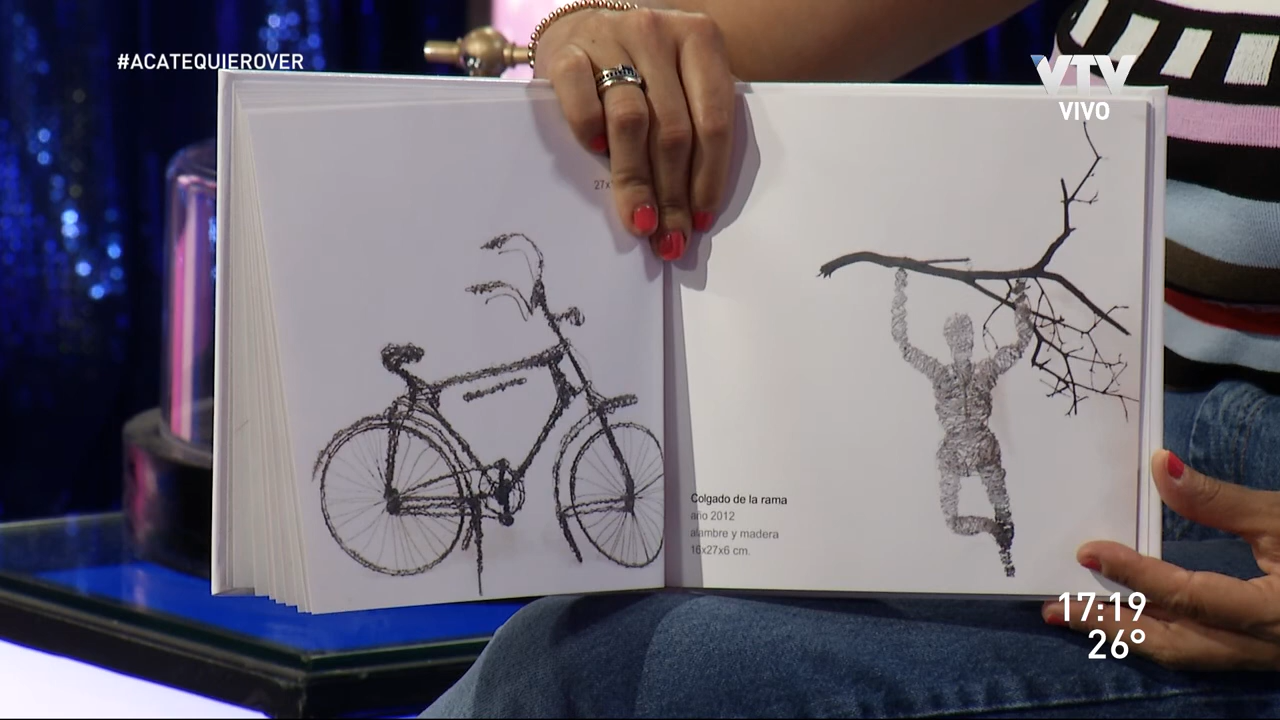 #ACATEQUIEROVER
VTV
VIVO
Colgado de la rama
año 2012
alambre y madera
16x27x6 cm.
17:19
26°